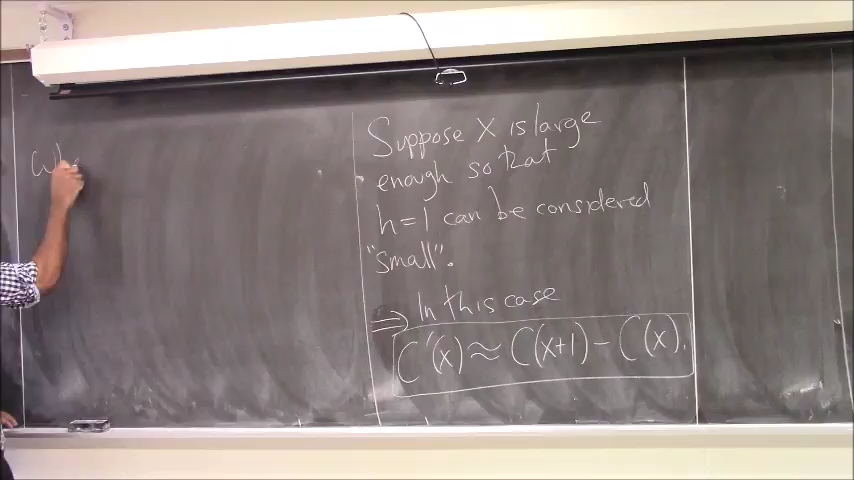 Suppose X is large
enough so that
h=1 can be considered
"small".
⇒ In this case
C'(x) ≈ C(x+1) - C(x).